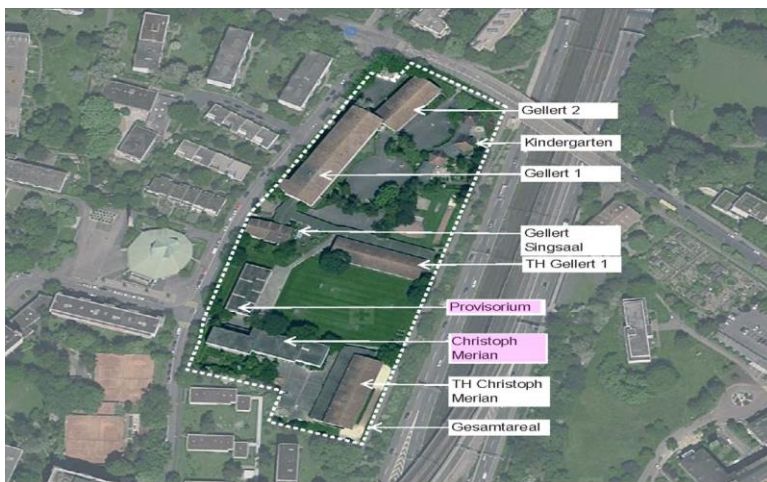 Gellert 2
Kindergarten
Gellert 1
Gellert
Singsaal
TH Gellert 1
Provisorium
Christoph
Merian
TH Christoph
Merian
Gesamtareal